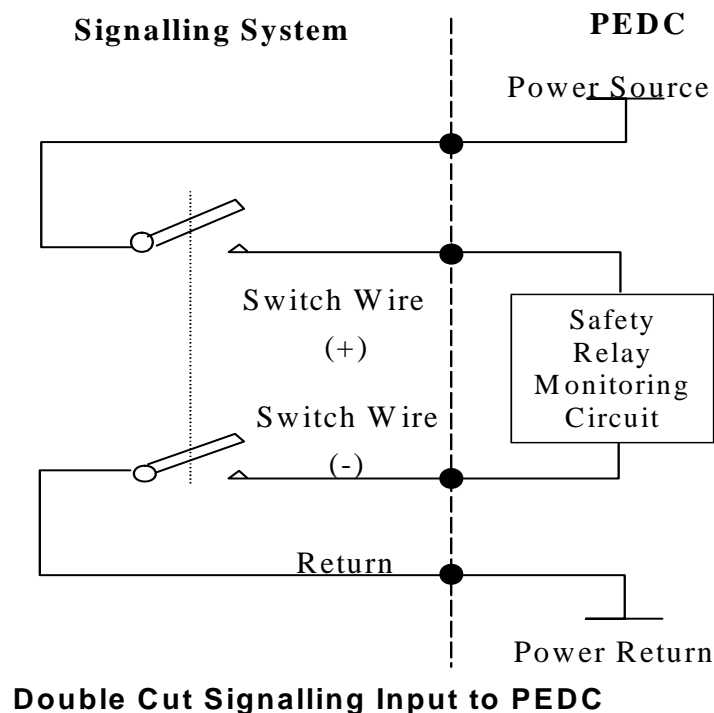 Signalling System
PEDC
Power Source
Switch Wire
(+)
Safety
Relay
Monitoring
Circuit
Switch Wire
(-)
Return
Power Return
Double Cut Signalling Input to PEDC